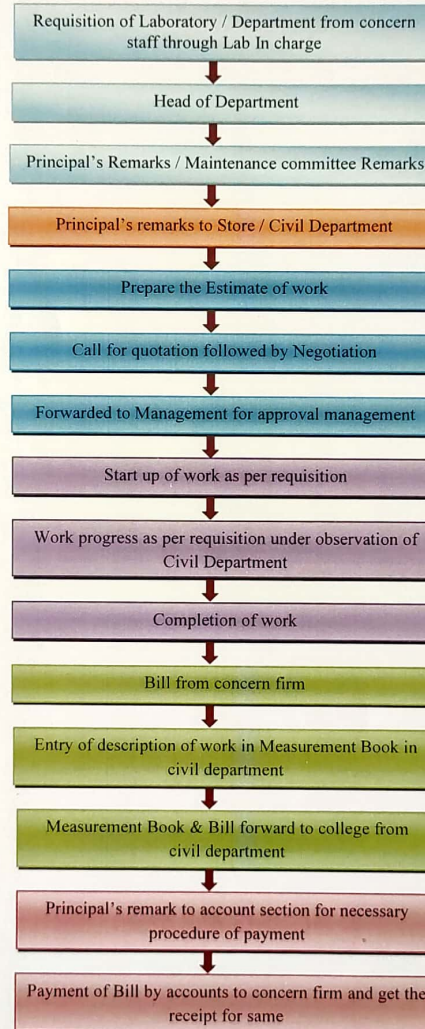 Requisition of Laboratory / Department from concern
staff through Lab In charge
Head of Department
Principal's Remarks / Maintenance committee Remarks
Principal's remarks to Store / Civil Department
Prepare the Estimate of work
Call for quotation followed by Negotiation
Forwarded to Management for approval management
Start up of work as per requisition
Work progress as per requisition under observation of
Civil Department
Completion of work
Bill from concern firm
Entry of description of work in Measurement Book in
civil department
Measurement Book & Bill forward to college from
civil department
Principal's remark to account section for necessary
procedure of payment
Payment of Bill by accounts to concern firm and get the
receipt for same